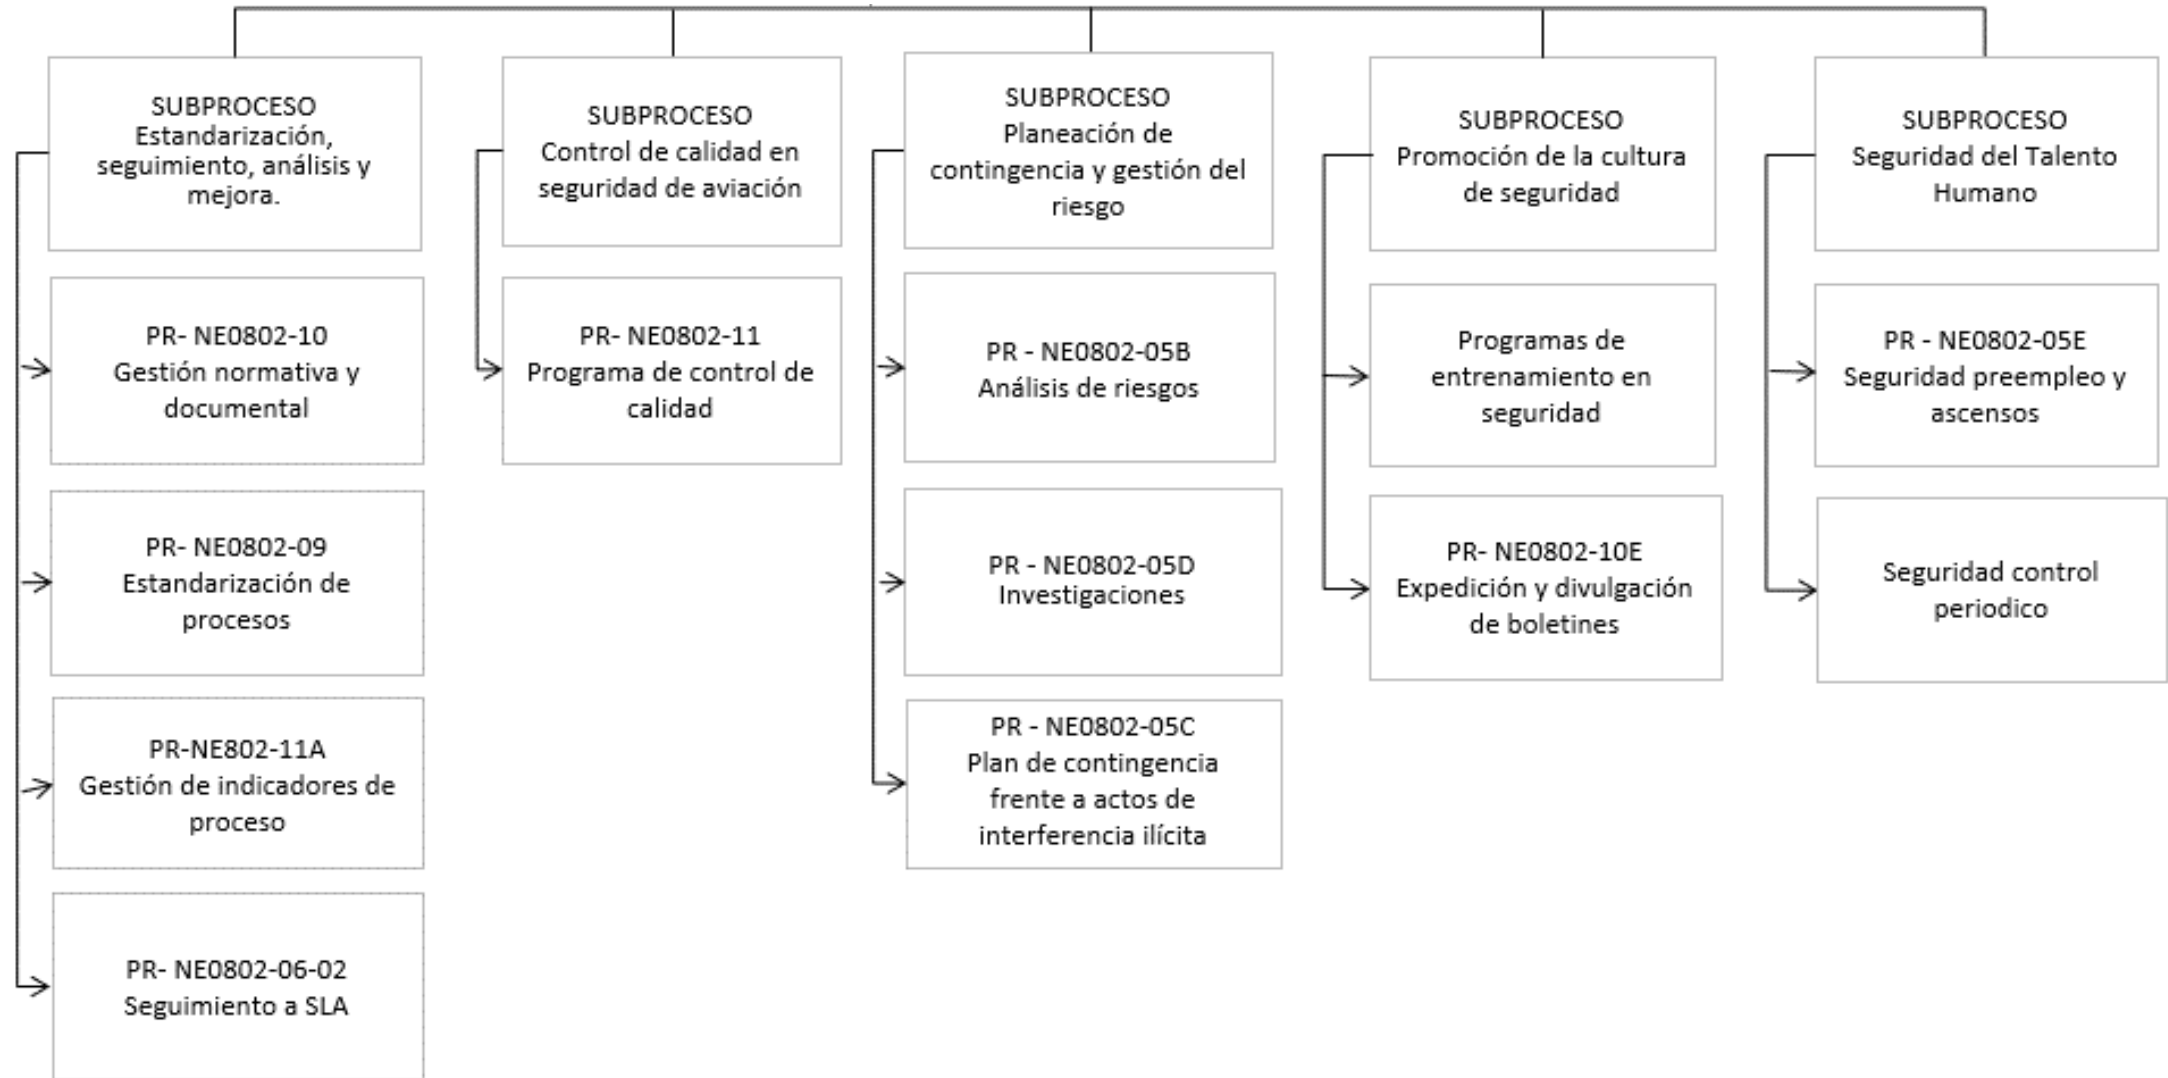 SUBPROCESO
Estandarización,
seguimiento, análisis y
mejora.
PR- NE0802-10
Gestión normativa y
documental
PR- NE0802-09
Estandarización de
procesos
PR-NE802-11A
Gestión de indicadores de
proceso
PR- NE0802-06-02
Seguimiento a SLA
SUBPROCESO
Control de calidad en
seguridad de aviación
PR- NE0802-11
Programa de control de
calidad
SUBPROCESO
Planeación de
contingencia y gestión del
riesgo
PR - NE0802-05B
Análisis de riesgos
PR - NE0802-05D
Investigaciones
PR - NE0802-05C
Plan de contingencia
frente a actos de
interferencia ilícita
SUBPROCESO
Promoción de la cultura
de seguridad
Programas de
entrenamiento en
seguridad
PR- NE0802-10E
Expedición y divulgación
de boletines
SUBPROCESO
Seguridad del Talento
Humano
PR - NE0802-05E
Seguridad preempleo y
ascensos
Seguridad control
periodico